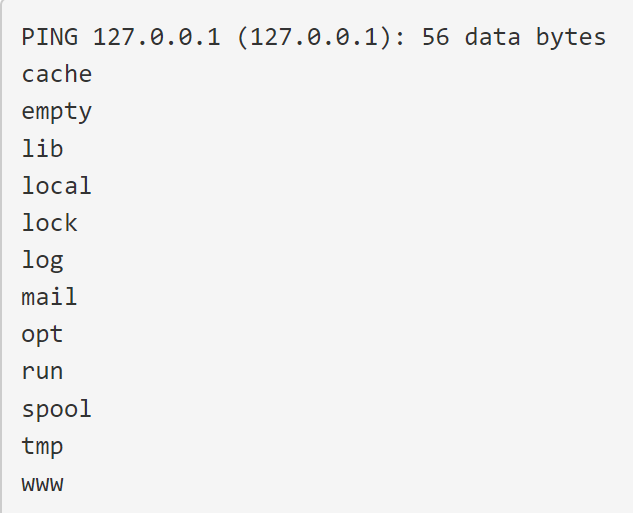 PING 127.0.0.1 (127.0.0.1): 56 data bytes
cache
empty
lib
local
lock
log
mail
opt
run
spool
tmp
www